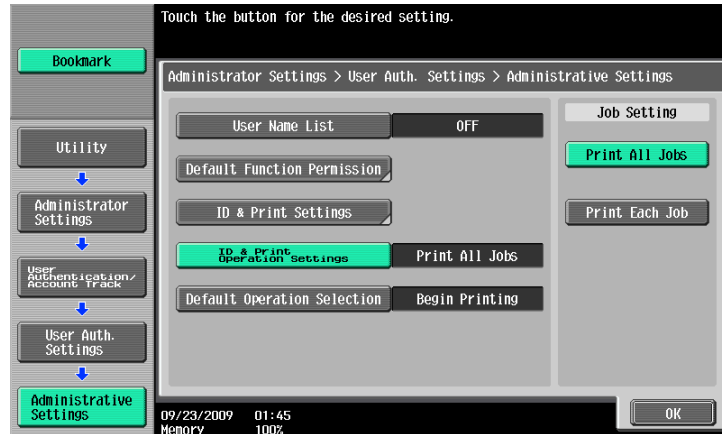 Touch the button for the desired setting.
Bookmark
Administrator Settings > User Auth. Settings > Administrative Settings
Utility
Administrator
Settings
User
Authentication/
Account Track
User Auth.
Settings
Administrative
Settings
User Name List
OFF
Default Function Permission
ID & Print Settings
ID & Print
Operation Settings
Print All Jobs
Default Operation Selection
Begin Printing
Job Setting
Print All Jobs
Print Each Job
09/23/2009 01:45
Memory 100%
OK